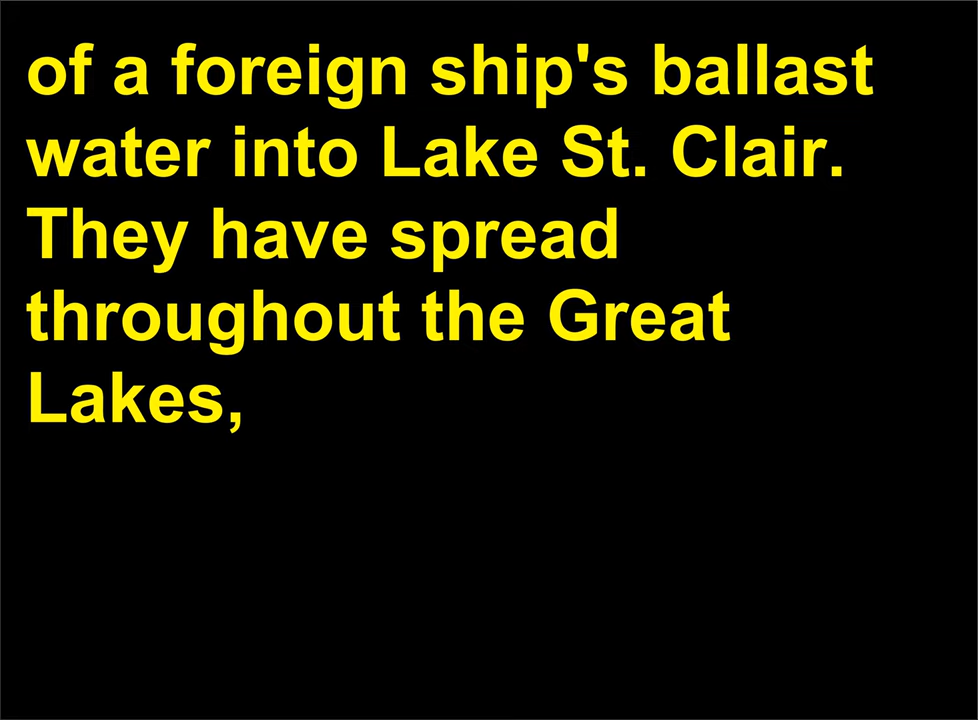 of a foreign ship's ballast
water into Lake St. Clair.
They have spread
throughout the Great
Lakes,